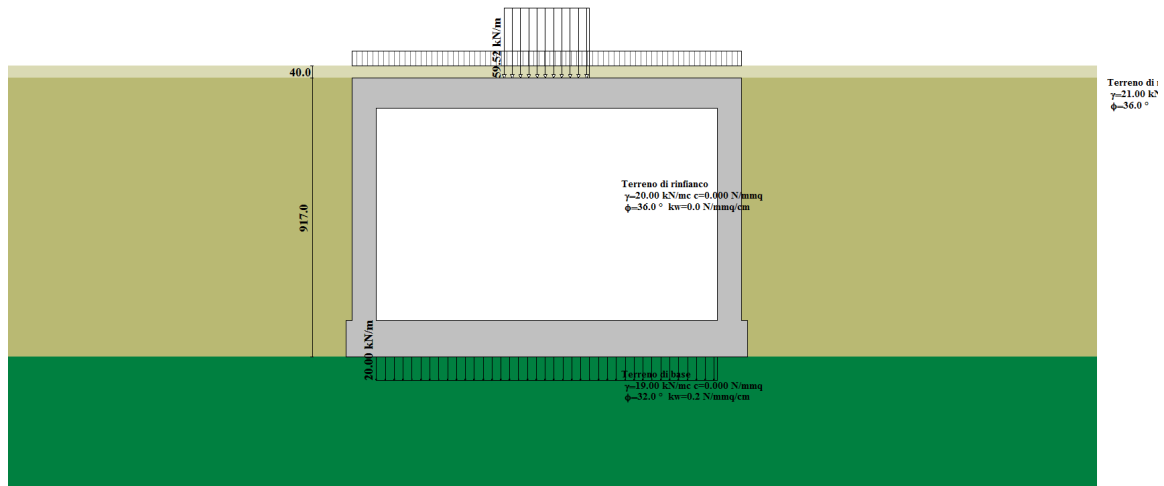 59.52 kN/m
40.0
Terreno di r
γ=21.00 kN
ϕ=36.0 °
917.0
Terreno di rinfianco
γ=20.00 kN/mc c=0.000 N/mmq
ϕ=36.0 ° kw=0.0 N/mmq/cm
20.00 kN/m
Terreno di base
γ=19.00 kN/mc c=0.000 N/mmq
ϕ=32.0 ° kw=0.2 N/mmq/cm